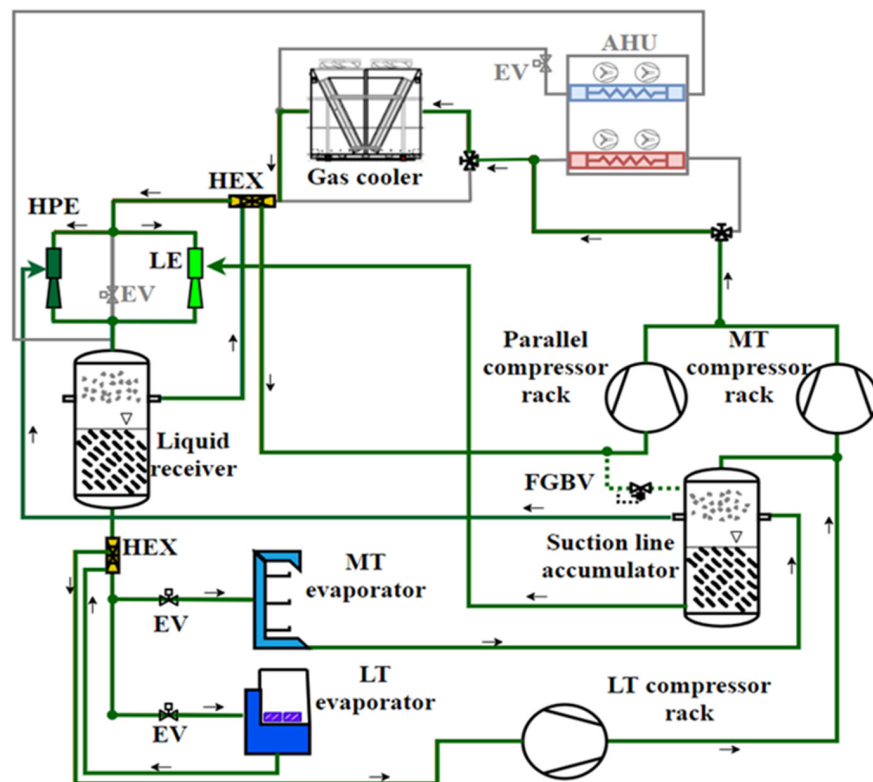 AHU
EV
Gas cooler
HEX
HPE
LE
EV
Parallel
compressor
rack
MT
compressor
rack
Liquid
receiver
FGBV
Suction line
accumulator
HEX
MT
evaporator
EV
LT
evaporator
EV
LT compressor
rack